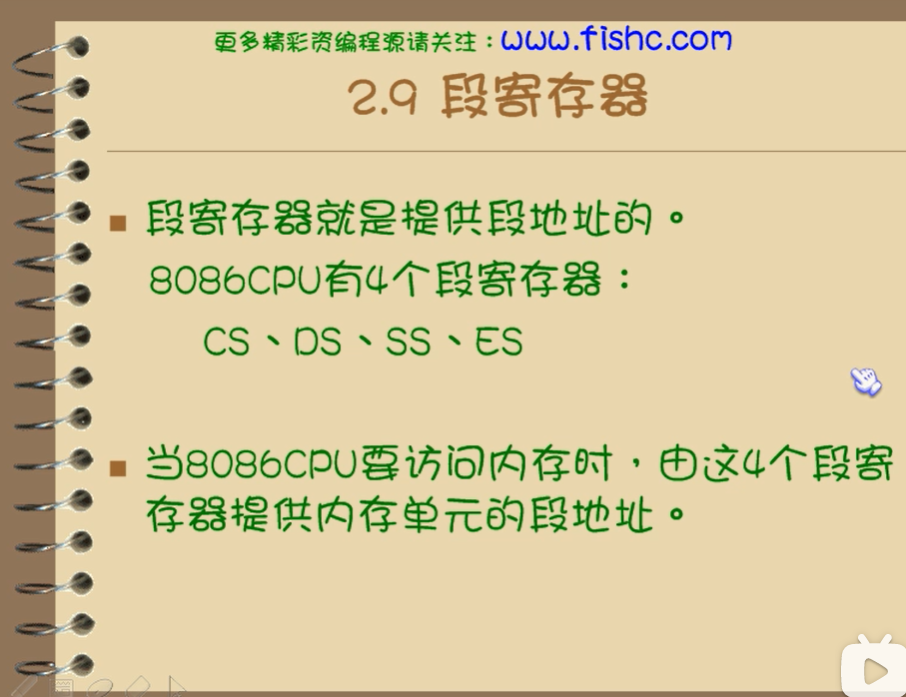 更多精彩资编程源请关注：www.fishc.com
2.9 段寄存器
段寄存器就是提供段地址的。
8086CPU有4个段寄存器：
CS、DS、SS、ES
当8086CPU要访问内存时，由这4个段寄
存器提供内存单元的段地址。